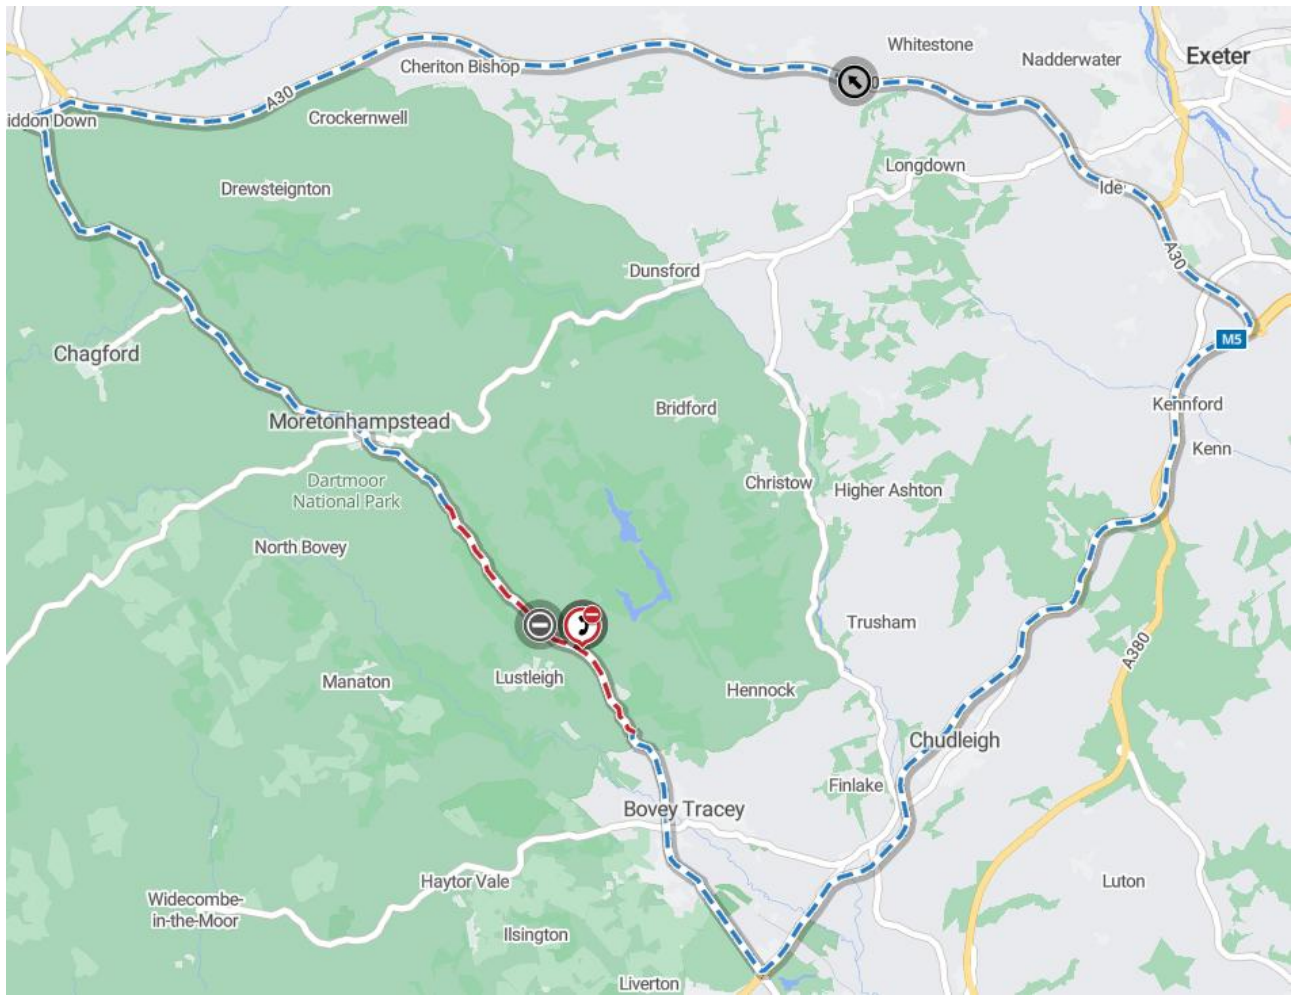 Whitestone
Exeter
Nadderwater
Cheriton Bishop
A30
Crockernwell
iddon Down
Longdown
Drewsteignton
Ide
Dunsford
A30
M5
Chagford
Kennford
Bridford
Moretonhampstead
Kenn
Dartmoor
National Park
Christow
Higher Ashton
North Bovey
Trusham
A380
Lustleigh
Manaton
Hennock
Chudleigh
Finlake
Bovey Tracey
Haytor Vale
Luton
Widecombe-
in-the-Moor
Ilsington
Liverton